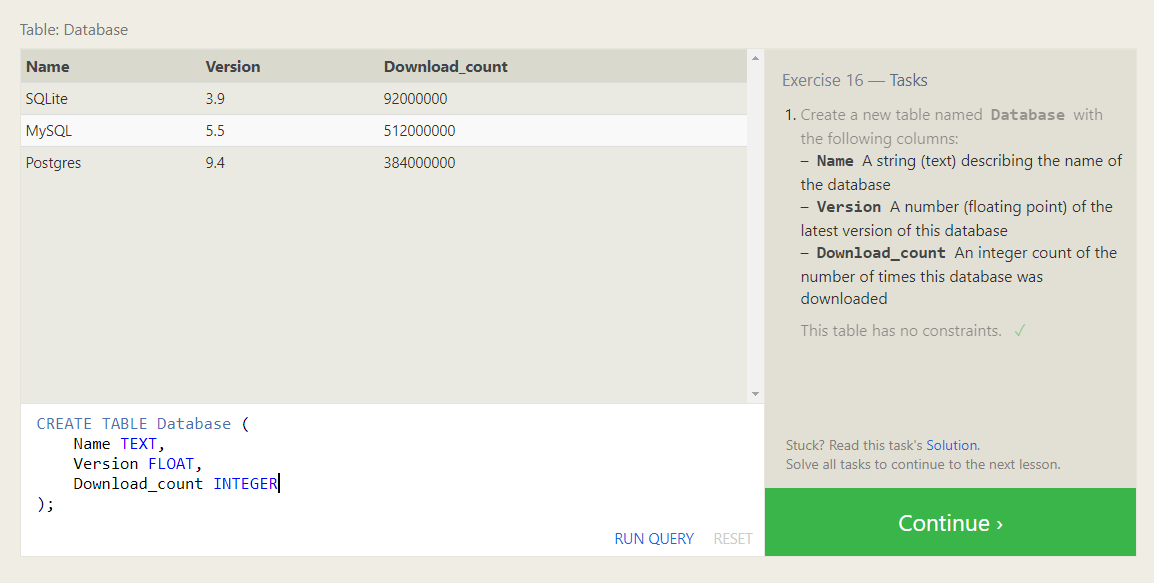 Table: Database
Name Version Download_count
SQLite 3.9 92000000
MySQL 5.5 512000000
Postgres 9.4 384000000
CREATE TABLE Database (
Name TEXT,
Version FLOAT,
Download_count INTEGER
);
RUN QUERY RESET
Exercise 16 — Tasks
1. Create a new table named Database with
the following columns:
– Name A string (text) describing the name of
the database
– Version A number (floating point) of the
latest version of this database
– Download_count An integer count of the
number of times this database was
downloaded
This table has no constraints. ✓
Stuck? Read this task's Solution.
Solve all tasks to continue to the next lesson.
Continue ›